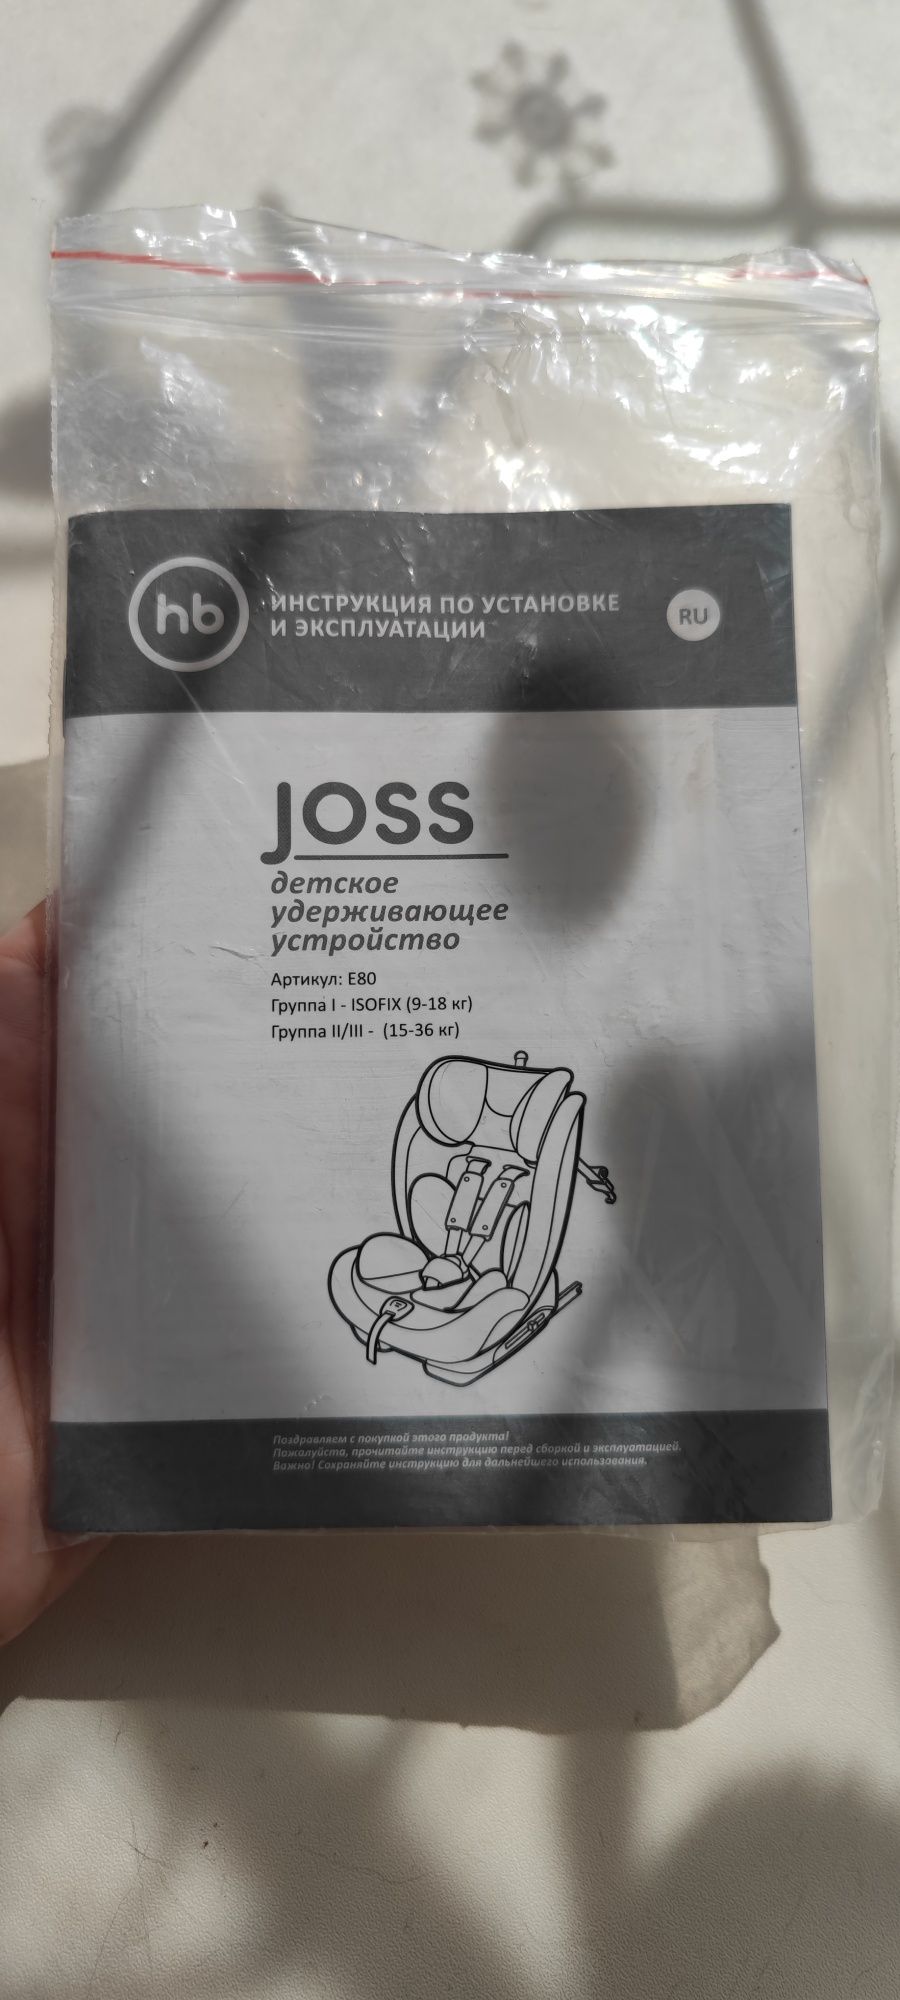 hb
ИНСТРУКЦИЯ ПО УСТАНОВКЕ
И ЭКСПЛУАТАЦИИ
RU
JOSS
детское
удерживающее
устройство
Артикул: E80
Группа I - ISOFIX (9-18 кг)
Группа II/III - (15-36 кг)
Поздравляем с покупкой этого продукта!
Пожалуйста, прочитайте инструкцию перед сборкой и эксплуатацией.
Важно! Сохраняйте инструкцию для дальнейшего использования.